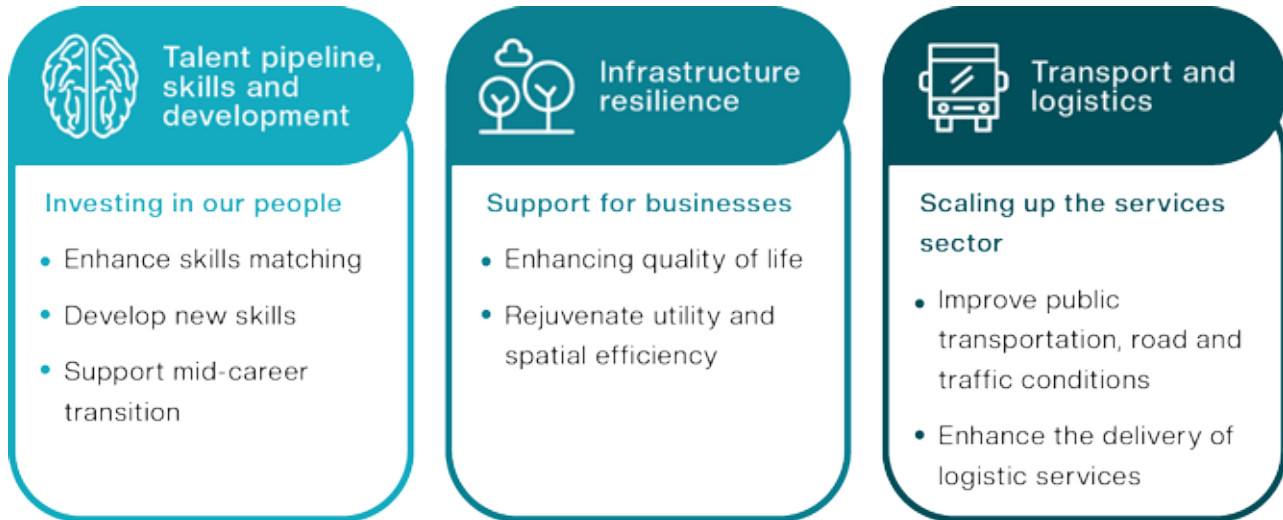 Talent pipeline,
skills and
development
Investing in our people
• Enhance skills matching
• Develop new skills
• Support mid-career
transition
Infrastructure
resilience
Support for businesses
• Enhancing quality of life
• Rejuvenate utility and
spatial efficiency
Transport and
logistics
Scaling up the services
sector
• Improve public
transportation, road and
traffic conditions
• Enhance the delivery of
logistic services